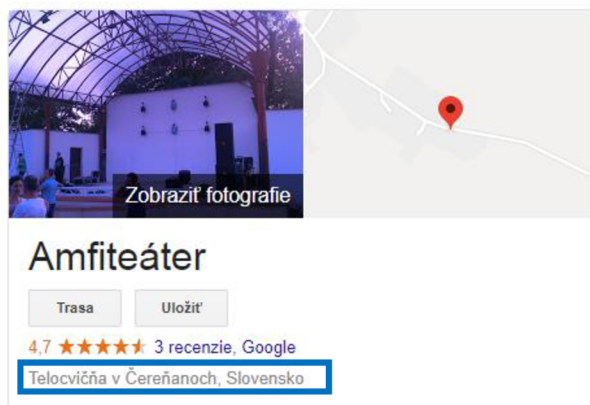 Zobraziť fotografie
Amfiteáter
Trasa
Uložiť
4,7 3 recenzie, Google
Telocvičňa v Čereňanoch, Slovensko